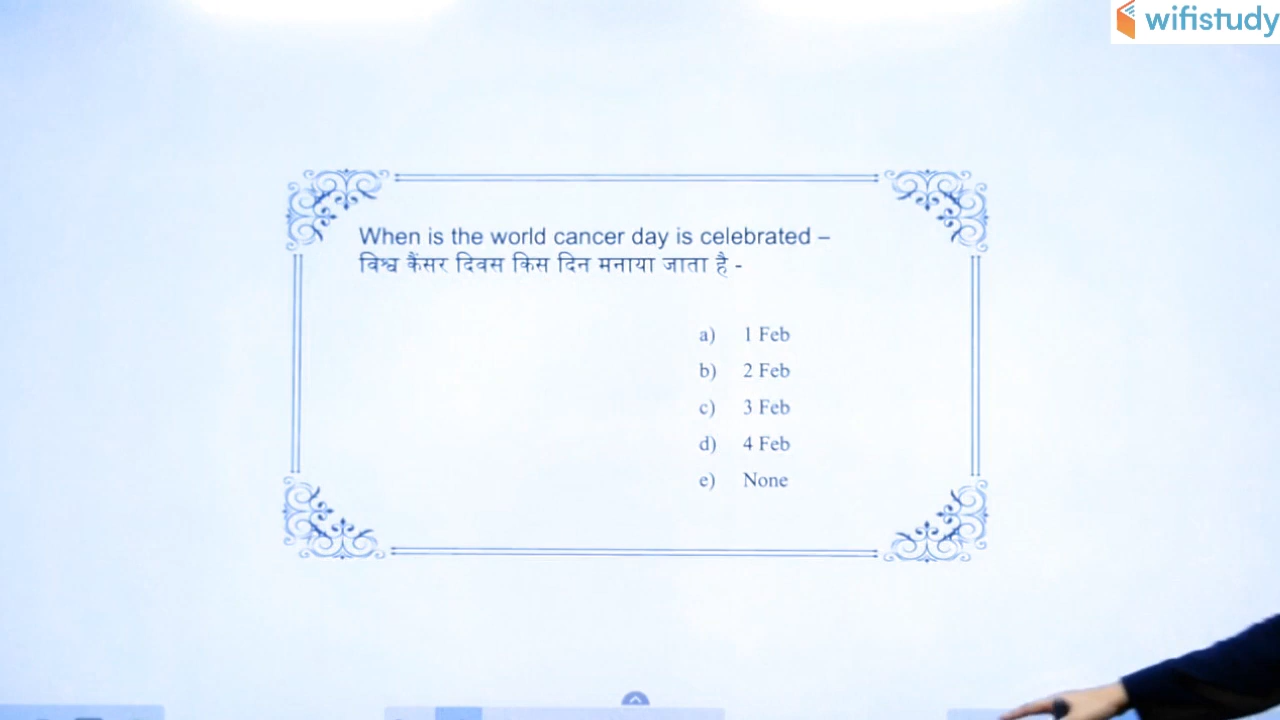 wifistudy
When is the world cancer day is celebrated –
विश्व कैंसर दिवस किस दिन मनाया जाता है -
a) 1 Feb
b) 2 Feb
c) 3 Feb
d) 4 Feb
e) None